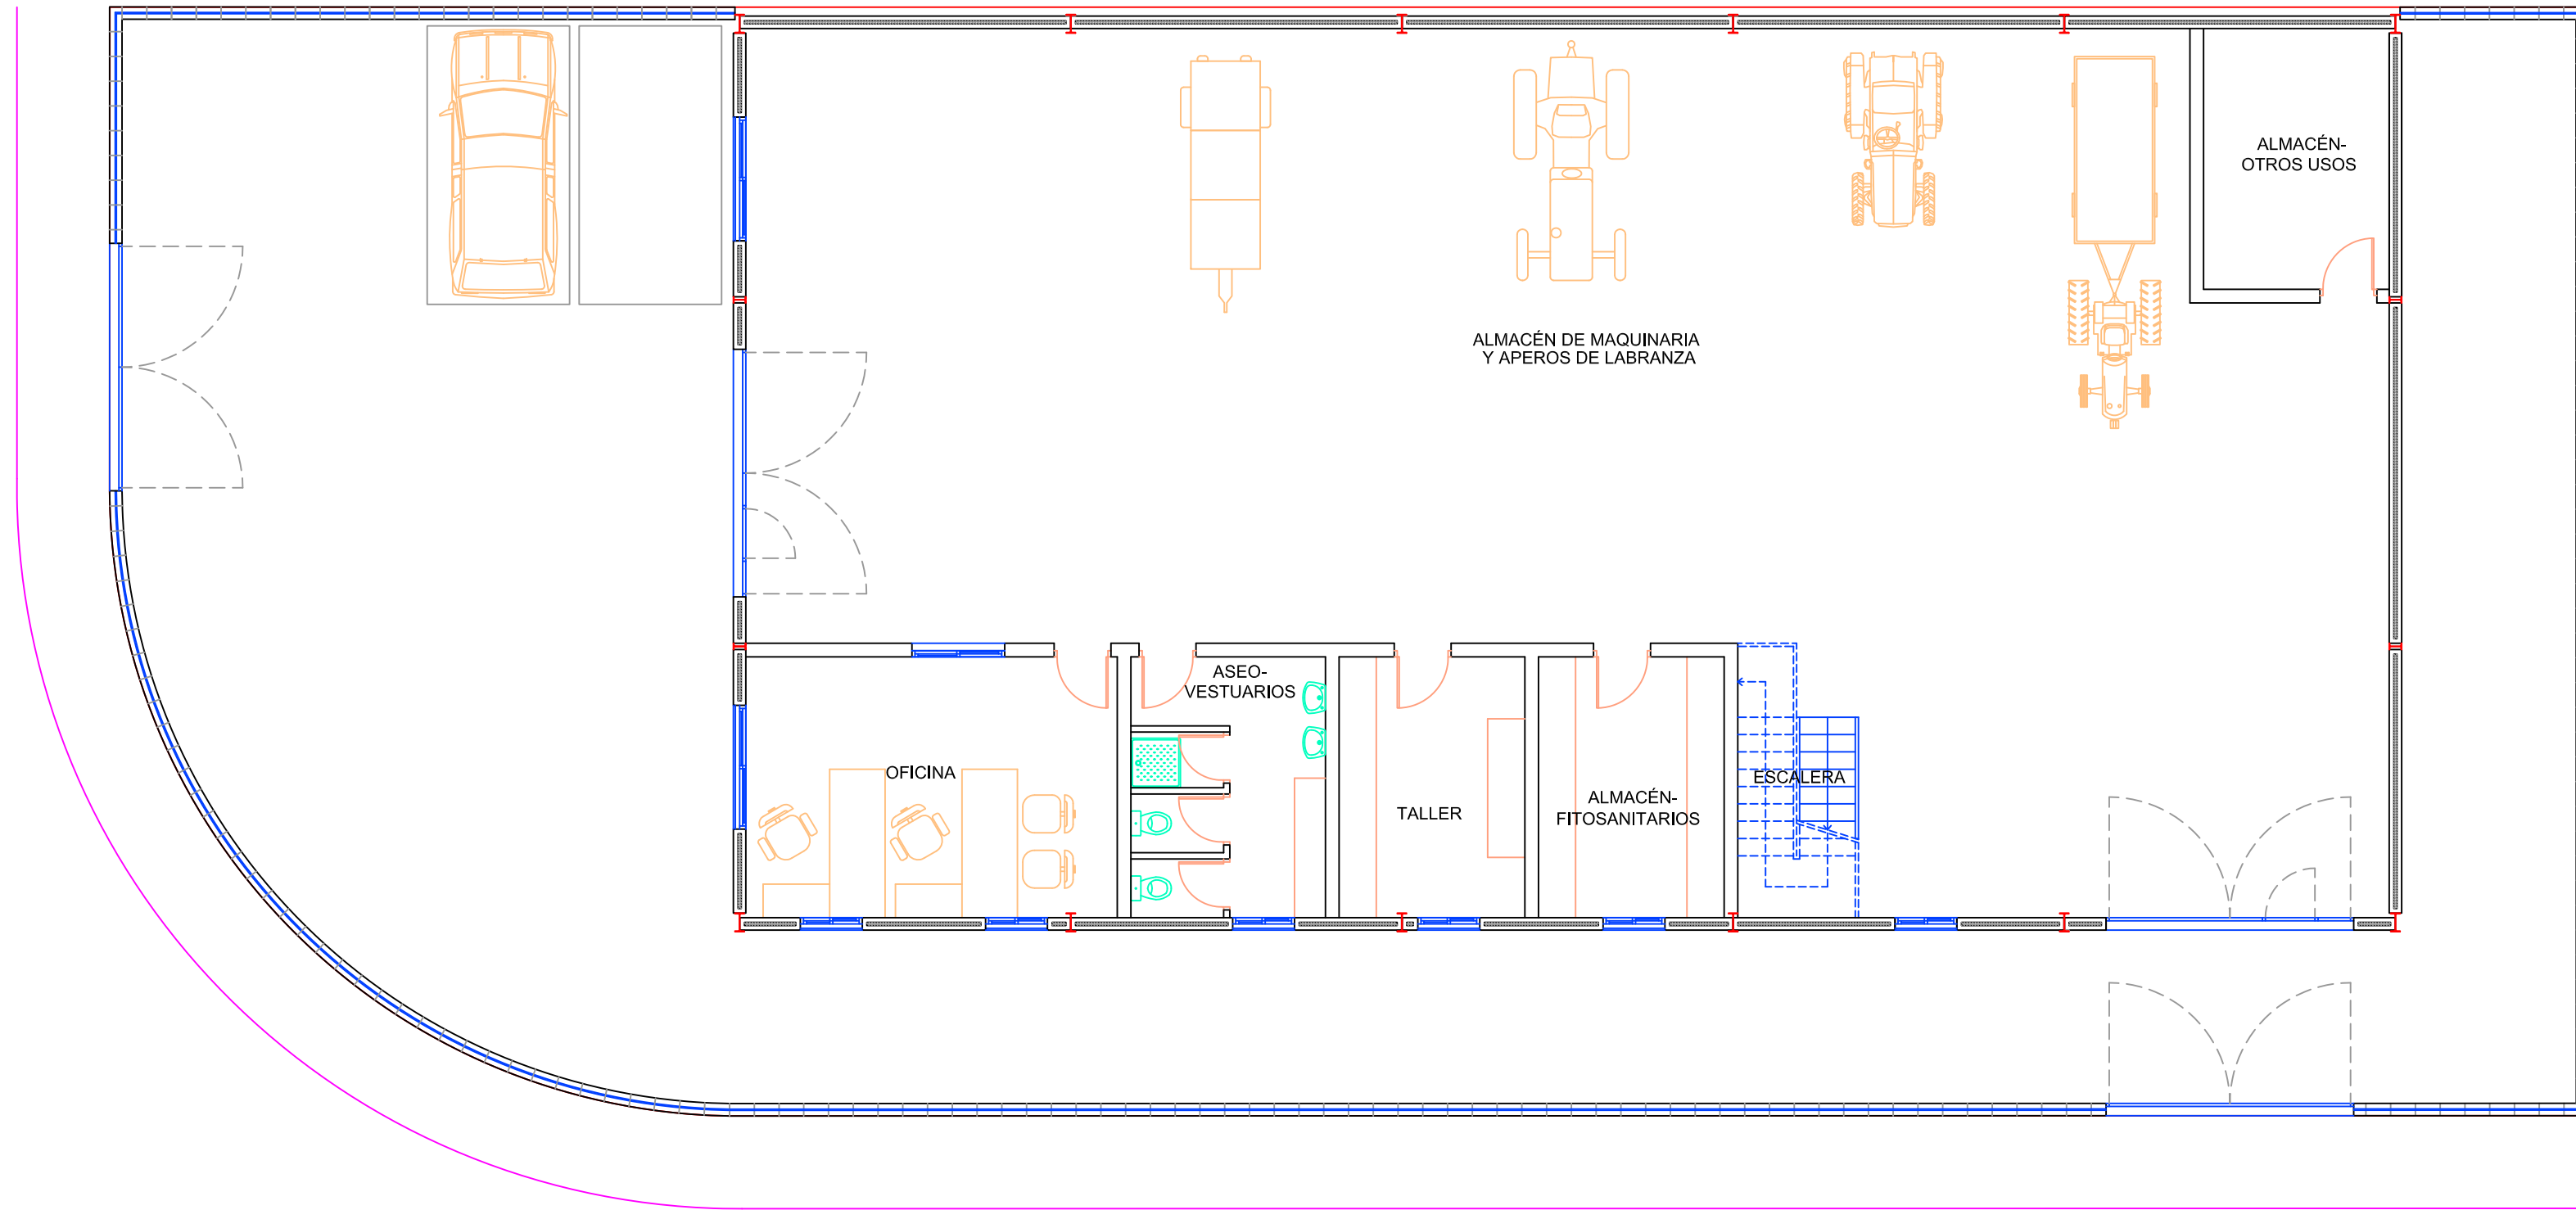 ALMACÉN-
OTROS USOS
ALMACÉN DE MAQUINARIA
Y APEROS DE LABRANZA
ASEO-
VESTUARIOS
OFICINA
TALLER
ALMACÉN-
FITOSANITARIOS
ESCALERA